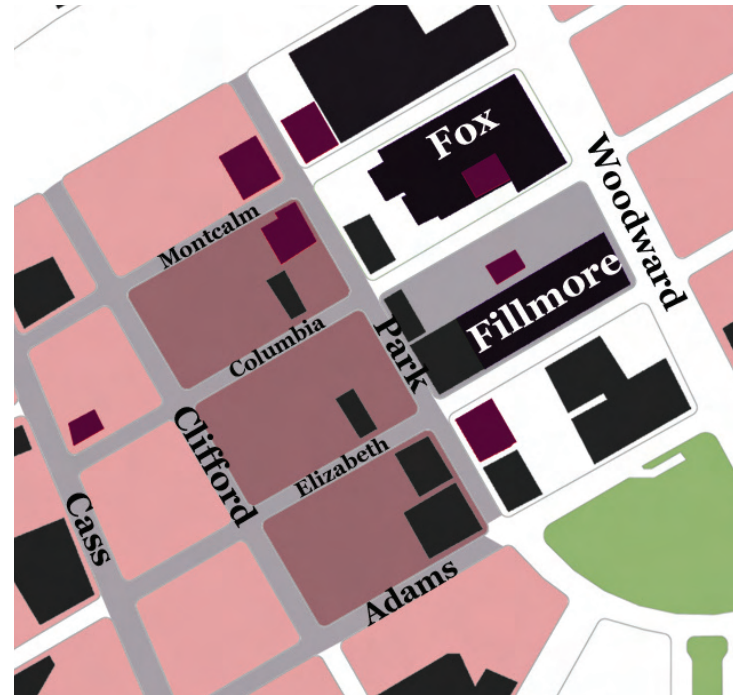 Fox
Woodward
Montcalm
Fillmore
Columbia
Park
Clifford
Elizabeth
Cass
Adams